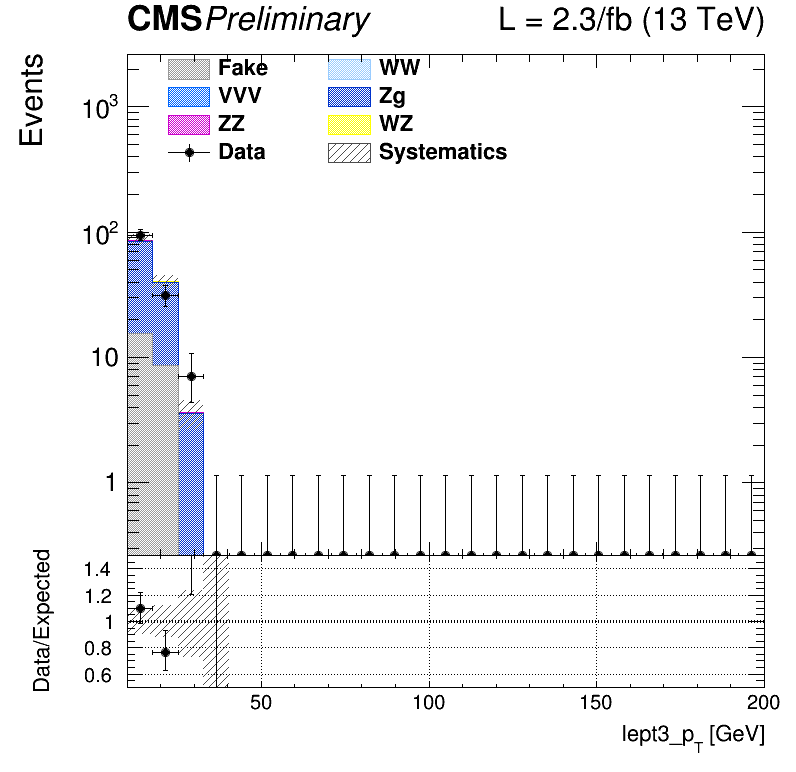 CMS Preliminary L = 2.3/fb (13 TeV)
Events
Fake WW
VVV Zg
ZZ WZ
Data Systematics
10³
10²
10
1
Data/Expected
1.4
1.2
1
0.8
0.6
50 100 150 200
lept3_p_T [GeV]